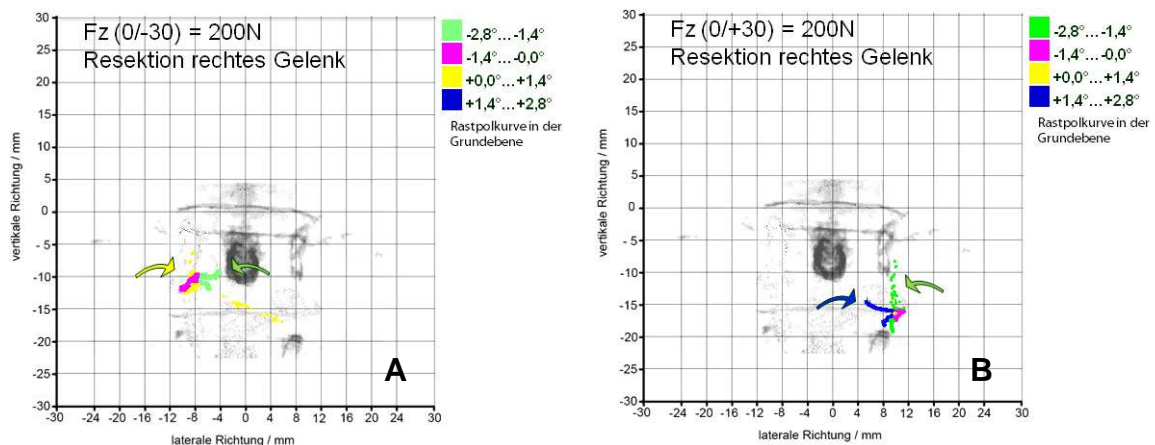 Fz (0/-30) = 200N
Resektion rechtes Gelenk
-2,8°...-1,4°
-1,4°...-0,0°
+0,0°...+1,4°
+1,4°...+2,8°
Rastpolkurve in der
Grundebene
vertikale Richtung / mm
30
25
20
15
10
5
0
-5
-10
-15
-20
-25
-30
-30 -24 -20 -16 -12 -8 -4 0 4 8 12 16 20 24 30
laterale Richtung / mm
A
Fz (0/+30) = 200N
Resektion rechtes Gelenk
-2,8°...-1,4°
-1,4°...-0,0°
+0,0°...+1,4°
+1,4°...+2,8°
Rastpolkurve in der
Grundebene
vertikale Richtung / mm
30
25
20
15
10
5
0
-5
-10
-15
-20
-25
-30
-30 -24 -20 -16 -12 -8 -4 0 4 8 12 16 20 24 30
laterale Richtung / mm
B